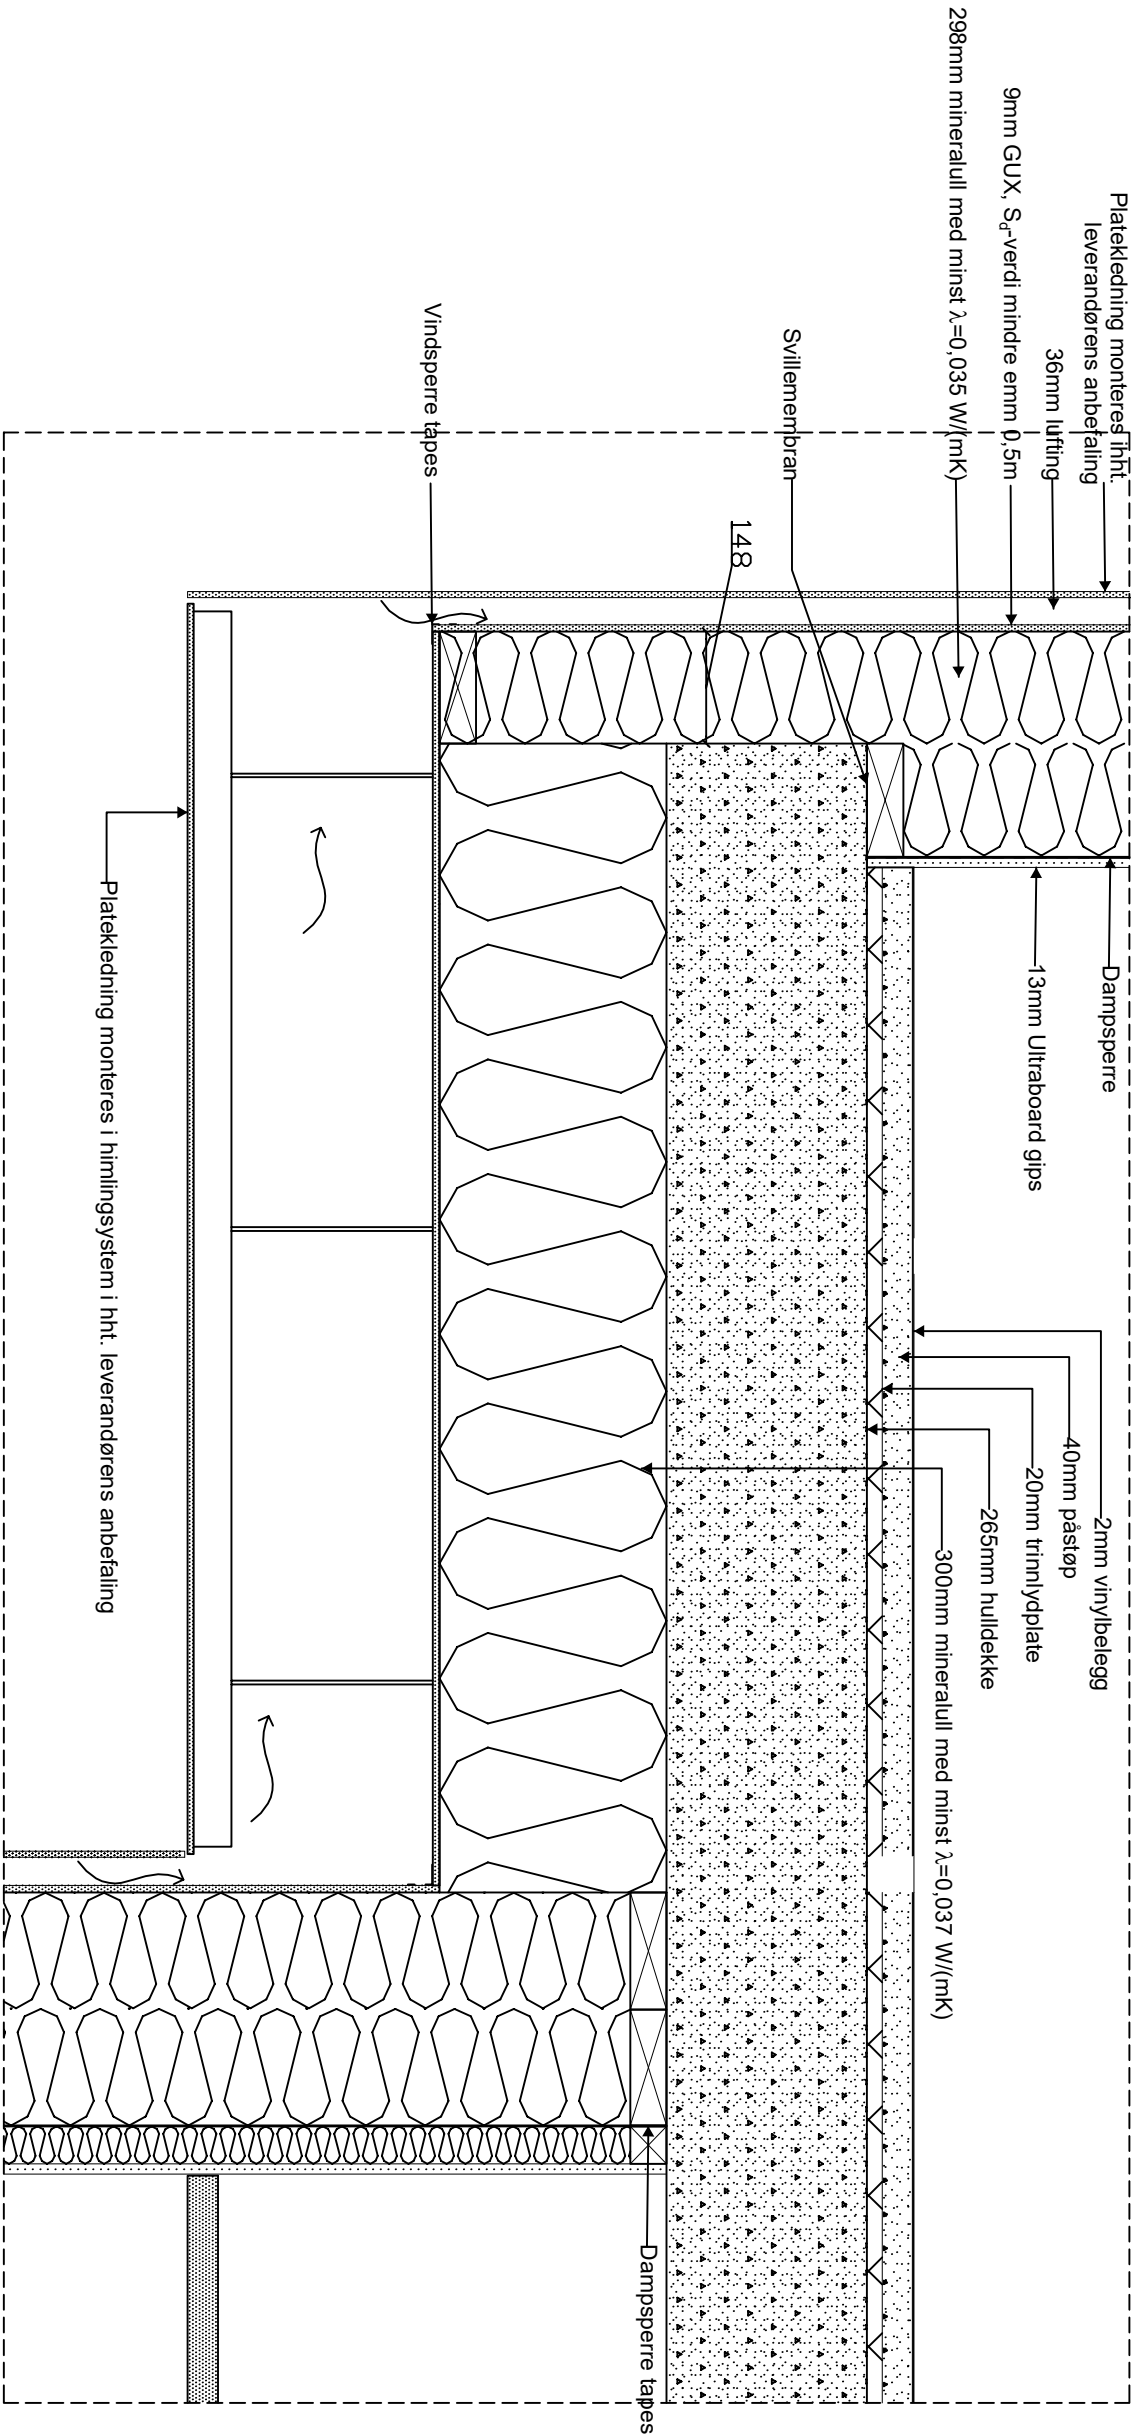 Platekledning monteres ihht.
leverandørens anbefaling
36mm lufting
9mm GUX, Sd-verdi mindre emm 0,5m
298mm mineralull med minst λ=0,035 W/(mK)
Svillemembran
148
Vindsperre tapes
Dampsperre
13mm Ultraboard gips
2mm vinylbelegg
40mm påstøp
20mm trinnlydplate
265mm hulldekke
300mm mineralull med minst λ=0,037 W/(mK)
Platekledning monteres i himlingsystem i hht. leverandørens anbefaling
Dampsperre tapes